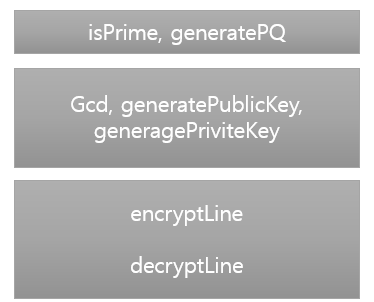 isPrime, generatePQ
Gcd, generatePublicKey,
generagePriviteKey
encryptLine
decryptLine